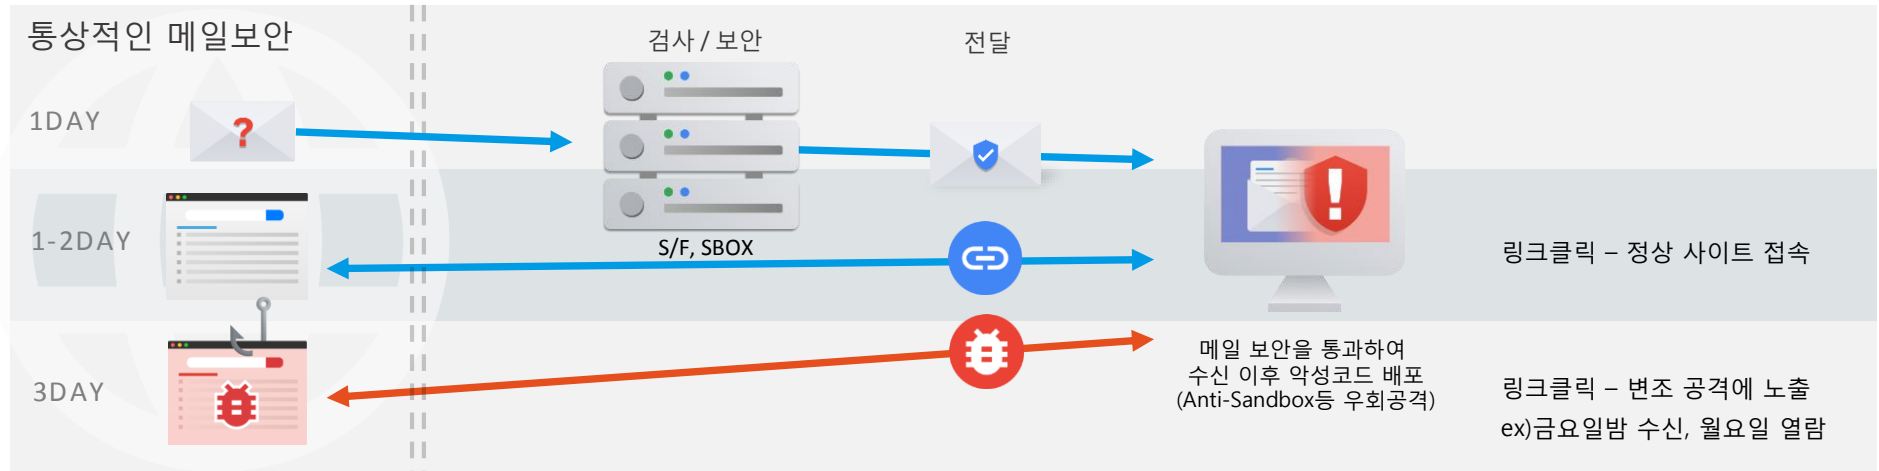 통상적인 메일보안
검사 / 보안
전달
1DAY
?
1-2DAY
S/F, SBOX
링크클릭 – 정상 사이트 접속
3DAY
메일 보안을 통과하여
수신 이후 악성코드 배포
(Anti-Sandbox등 우회공격)
링크클릭 – 변조 공격에 노출
ex)금요일밤 수신, 월요일 열람